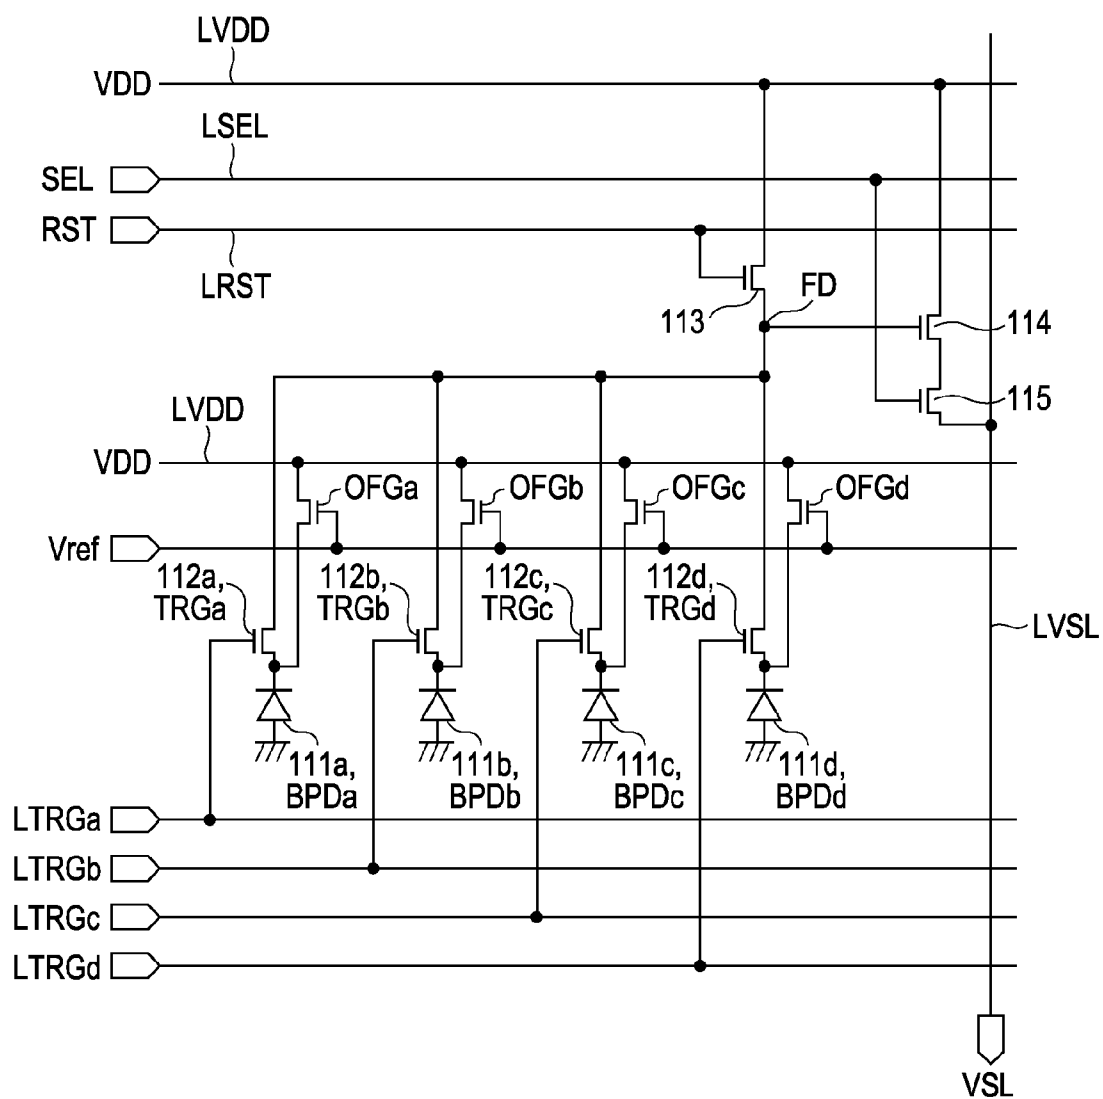 LVDD
VDD
LSEL
SEL
RST
LRST
FD
113
114
115
LVDD
VDD
OFGa
OFGb
OFGc
OFGd
Vref
112a,
TRGa
112b,
TRGb
112c,
TRGc
112d,
TRGd
LVSL
111a,
BPDa
111b,
BPDb
111c,
BPDc
111d,
BPDd
LTRGa
LTRGb
LTRGc
LTRGd
VSL